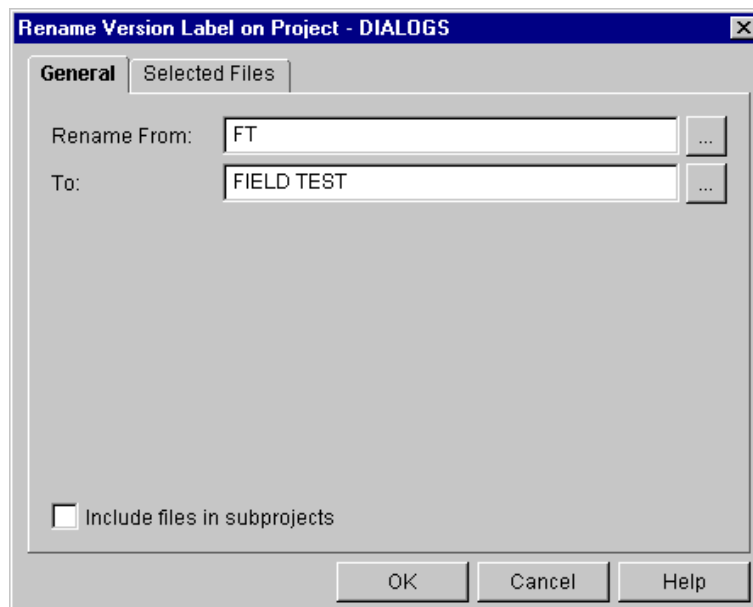 Rename Version Label on Project - DIALOGS
General Selected Files
Rename From: FT ...
To: FIELD TEST ...
Include files in subprojects
OK Cancel Help